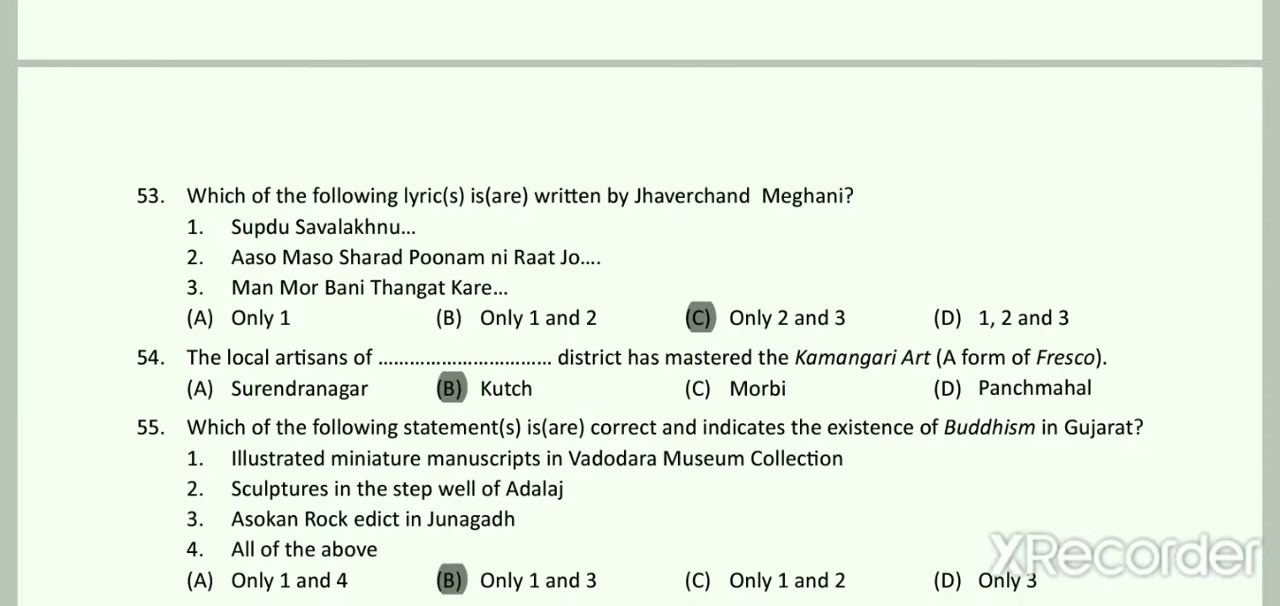 53. Which of the following lyric(s) is(are) written by Jhaverchand Meghani?
1. Supdu Savalakhnu...
2. Aaso Maso Sharad Poonam ni Raat Jo....
3. Man Mor Bani Thangat Kare...
(A) Only 1 (B) Only 1 and 2 (C) Only 2 and 3 (D) 1, 2 and 3
54. The local artisans of ................................. district has mastered the Kamangari Art (A form of Fresco).
(A) Surendranagar (B) Kutch (C) Morbi (D) Panchmahal
55. Which of the following statement(s) is(are) correct and indicates the existence of Buddhism in Gujarat?
1. Illustrated miniature manuscripts in Vadodara Museum Collection
2. Sculptures in the step well of Adalaj
3. Asokan Rock edict in Junagadh
4. All of the above
(A) Only 1 and 4 (B) Only 1 and 3 (C) Only 1 and 2 (D) Only 3
XRecorder